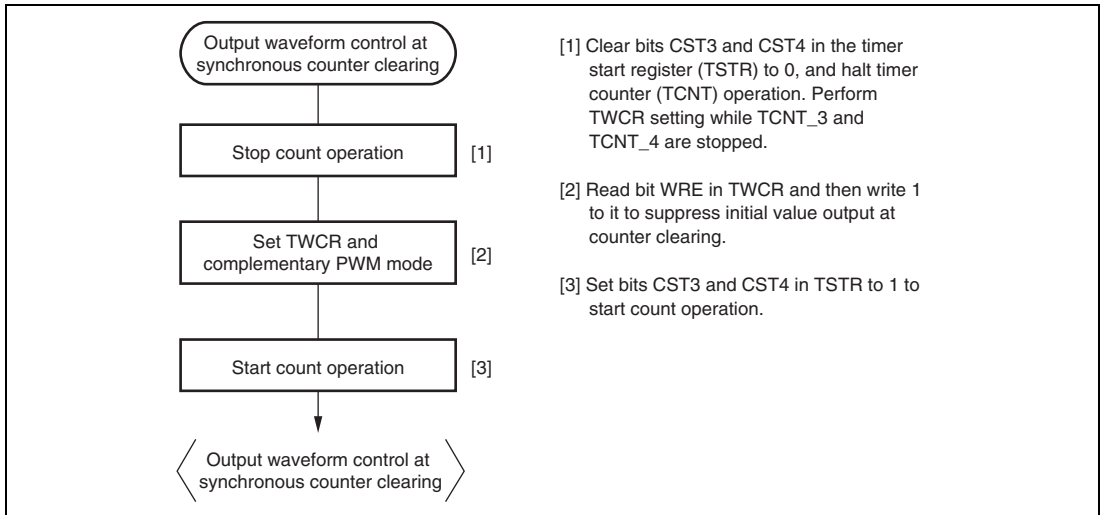 Output waveform control at
synchronous counter clearing
Stop count operation
[1]
Set TWCR and
complementary PWM mode
[2]
Start count operation
[3]
Output waveform control at
synchronous counter clearing
[1] Clear bits CST3 and CST4 in the timer
start register (TSTR) to 0, and halt timer
counter (TCNT) operation. Perform
TWCR setting while TCNT_3 and
TCNT_4 are stopped.
[2] Read bit WRE in TWCR and then write 1
to it to suppress initial value output at
counter clearing.
[3] Set bits CST3 and CST4 in TSTR to 1 to
start count operation.